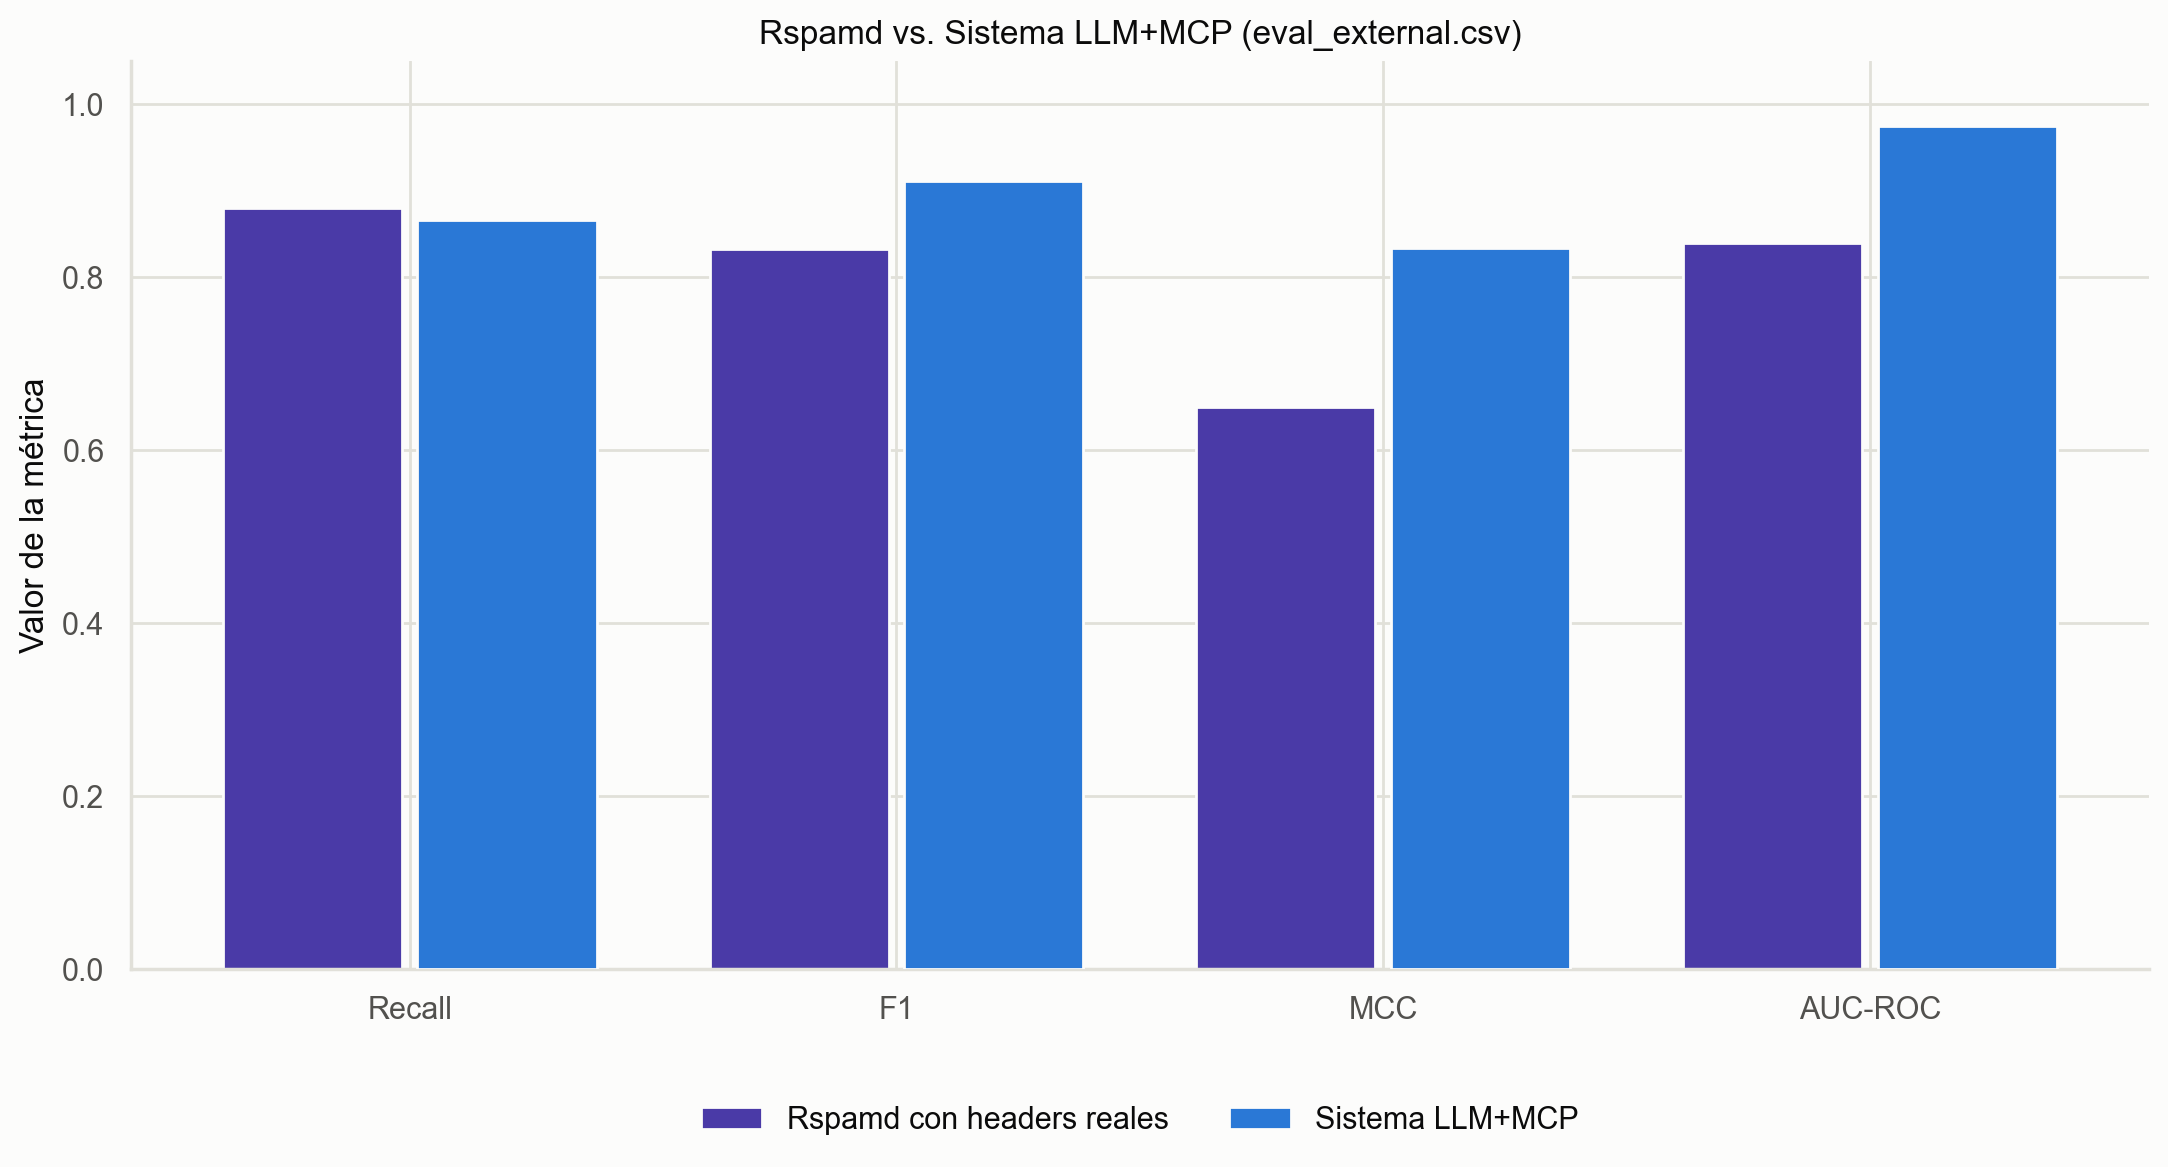 Rspamd vs. Sistema LLM+MCP (eval_external.csv)
Valor de la métrica
1.0
0.8
0.6
0.4
0.2
0.0
Recall F1 MCC AUC-ROC
Rspamd con headers reales Sistema LLM+MCP